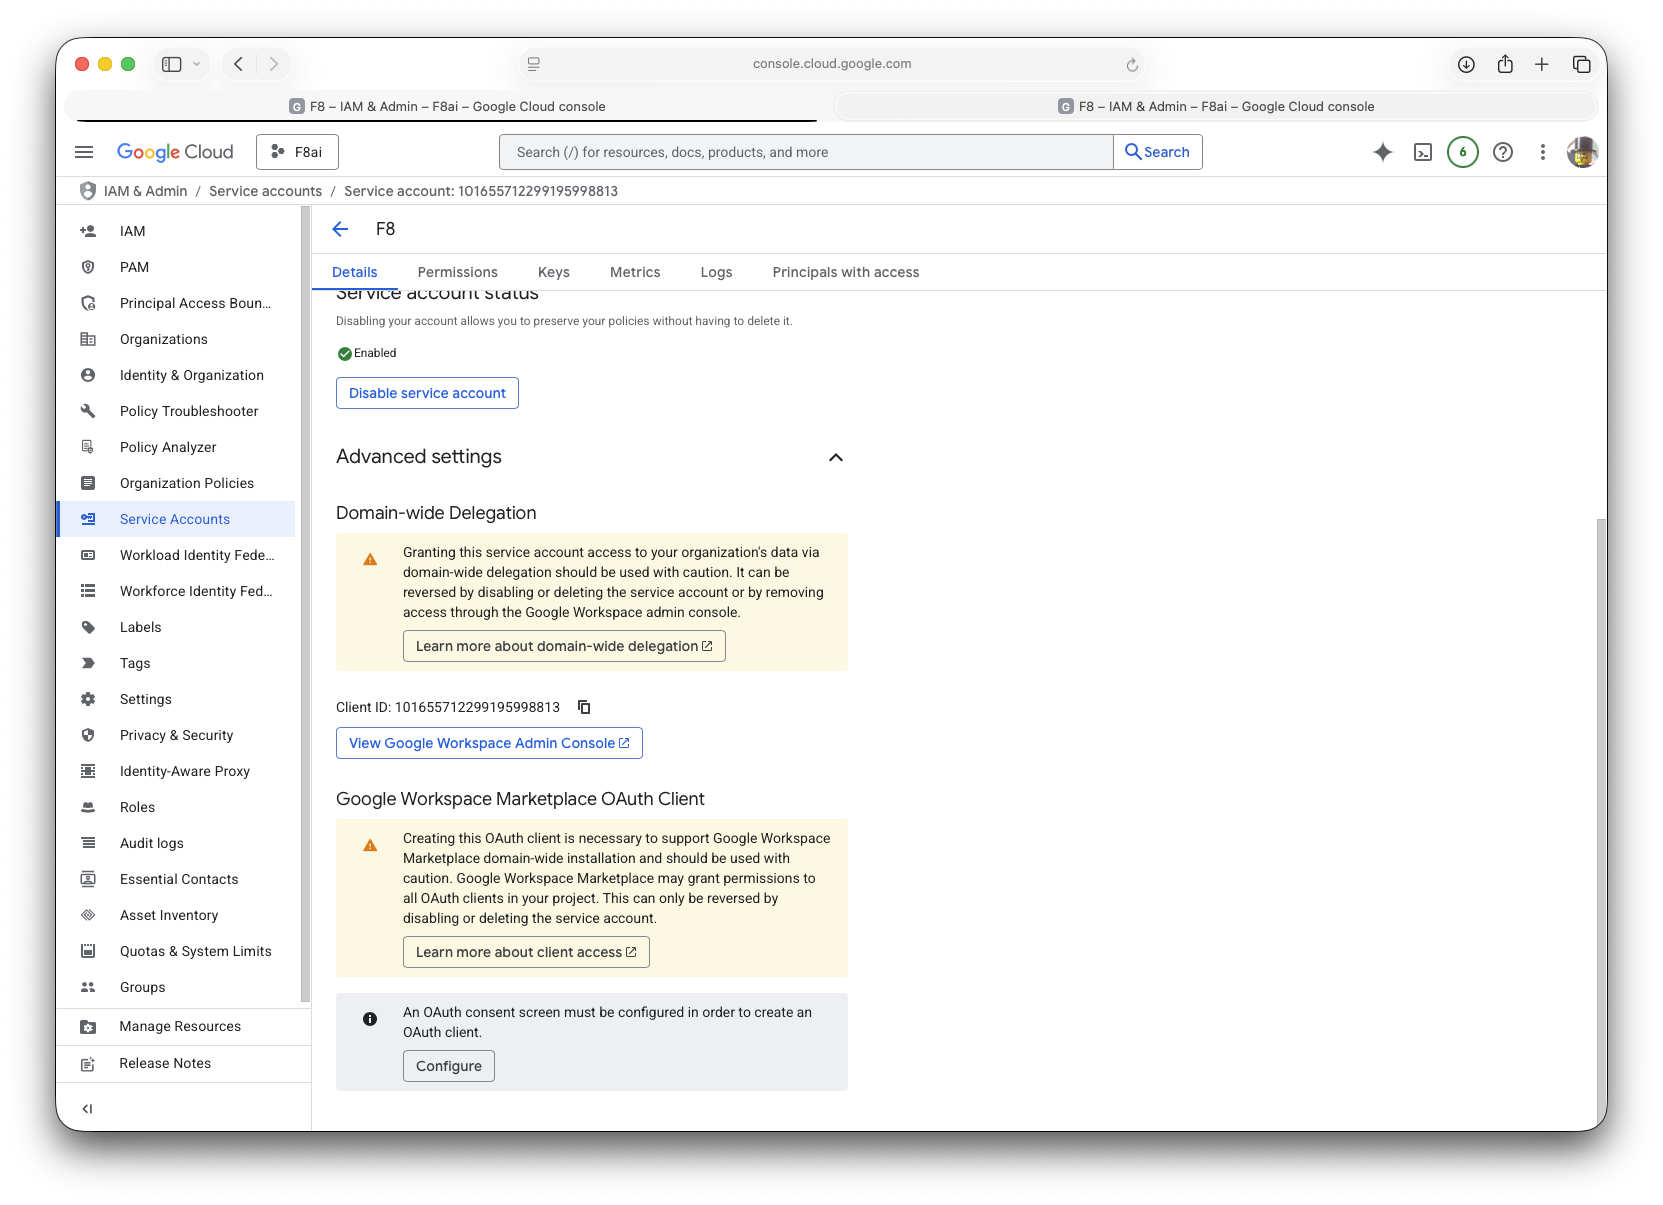 console.cloud.google.com
G F8 – IAM & Admin – F8ai – Google Cloud console
G F8 – IAM & Admin – F8ai – Google Cloud console
Google Cloud
F8ai
Search (/) for resources, docs, products, and more
Search
6
IAM & Admin / Service accounts / Service account: 101655712299195998813
IAM
PAM
Principal Access Boun...
Organizations
Identity & Organization
Policy Troubleshooter
Policy Analyzer
Organization Policies
Service Accounts
Workload Identity Fede...
Workforce Identity Fed...
Labels
Tags
Settings
Privacy & Security
Identity-Aware Proxy
Roles
Audit logs
Essential Contacts
Asset Inventory
Quotas & System Limits
Groups
Manage Resources
Release Notes
F8
Details Permissions Keys Metrics Logs Principals with access
Service account status
Disabling your account allows you to preserve your policies without having to delete it.
Enabled
Disable service account
Advanced settings
Domain-wide Delegation
Granting this service account access to your organization's data via
domain-wide delegation should be used with caution. It can be
reversed by disabling or deleting the service account or by removing
access through the Google Workspace admin console.
Learn more about domain-wide delegation
Client ID: 101655712299195998813
View Google Workspace Admin Console
Google Workspace Marketplace OAuth Client
Creating this OAuth client is necessary to support Google Workspace
Marketplace domain-wide installation and should be used with
caution. Google Workspace Marketplace may grant permissions to
all OAuth clients in your project. This can only be reversed by
disabling or deleting the service account.
Learn more about client access
An OAuth consent screen must be configured in order to create an
OAuth client.
Configure